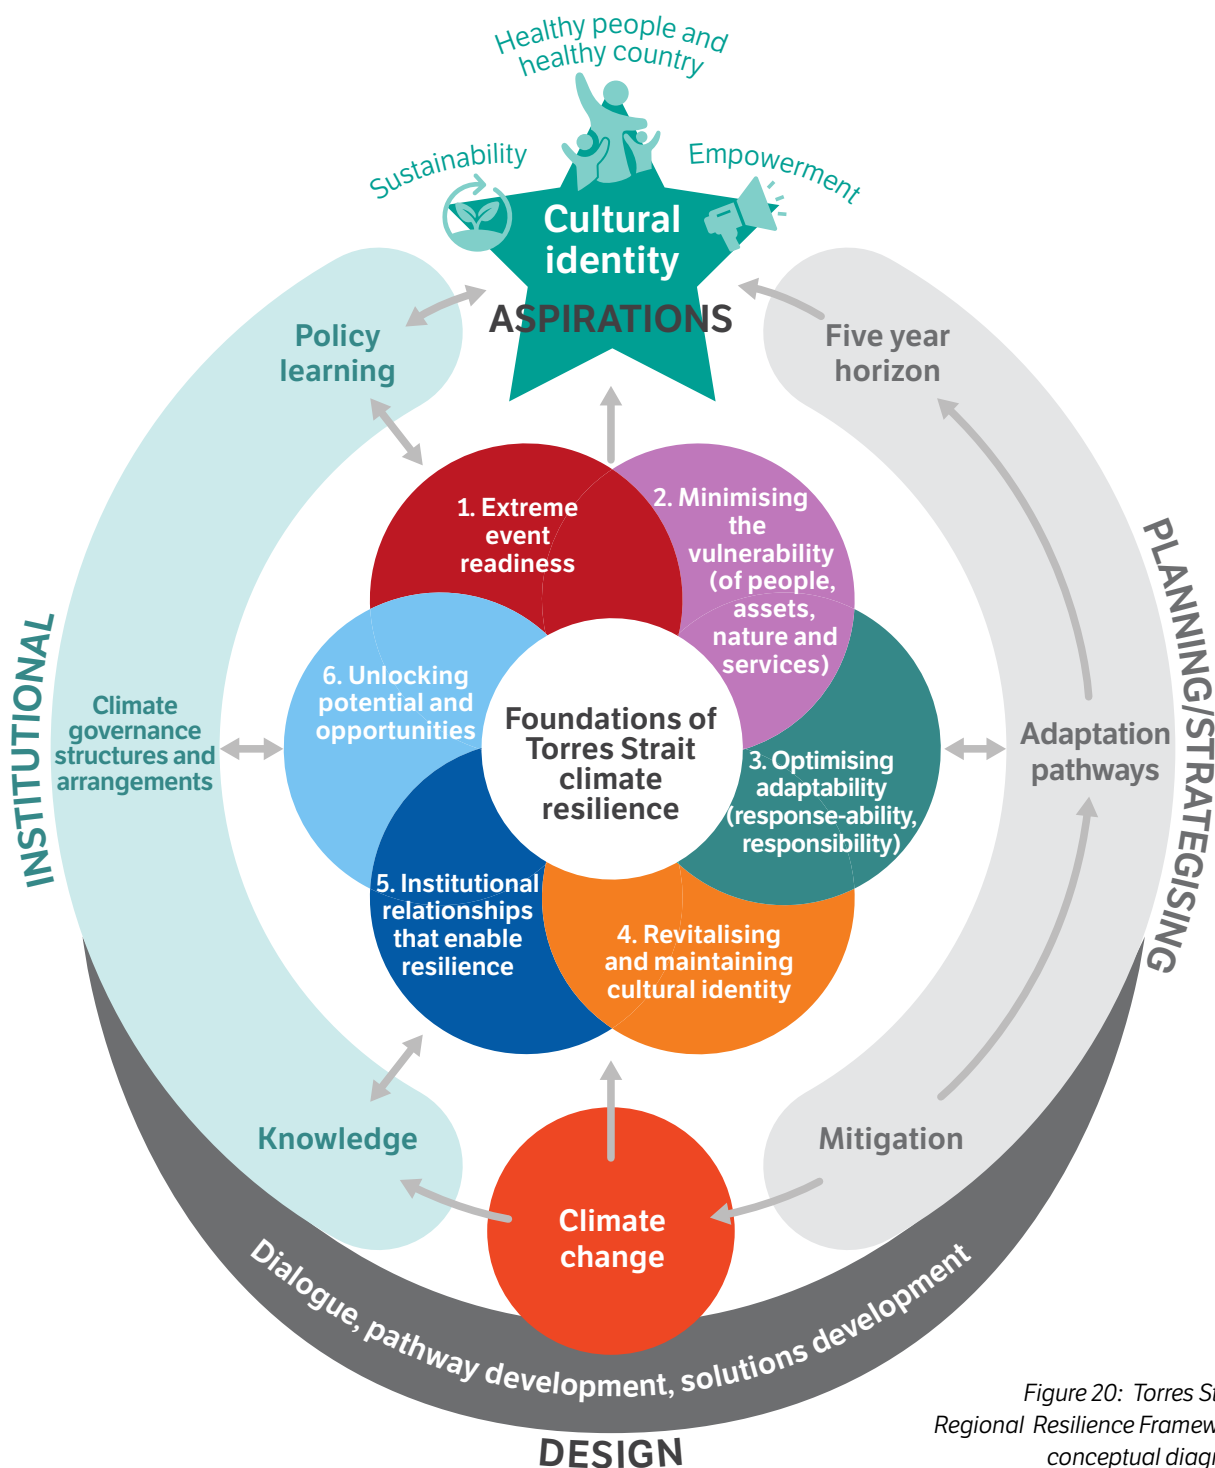 Healthy people and
healthy country
Sustainability
Empowerment
Cultural
identity
ASPIRATIONS
Policy
learning
Five year
horizon
1. Extreme
event
readiness
2. Minimising
the
vulnerability
(of people,
assets,
nature and
services)
6. Unlocking
potential and
opportunities
Foundations of
Torres Strait
climate
resilience
3. Optimising
adaptability
(response-ability,
responsibility)
INSTITUTIONAL
Climate
governance
structures and
arrangements
Adaptation
pathways
PLANNING/STRATEGISING
5. Institutional
relationships
that enable
resilience
4. Revitalising
and maintaining
cultural identity
Knowledge
Mitigation
Climate
change
Dialogue, pathway development, solutions development
DESIGN
Figure 20: Torres
Regional Resilience
conceptual